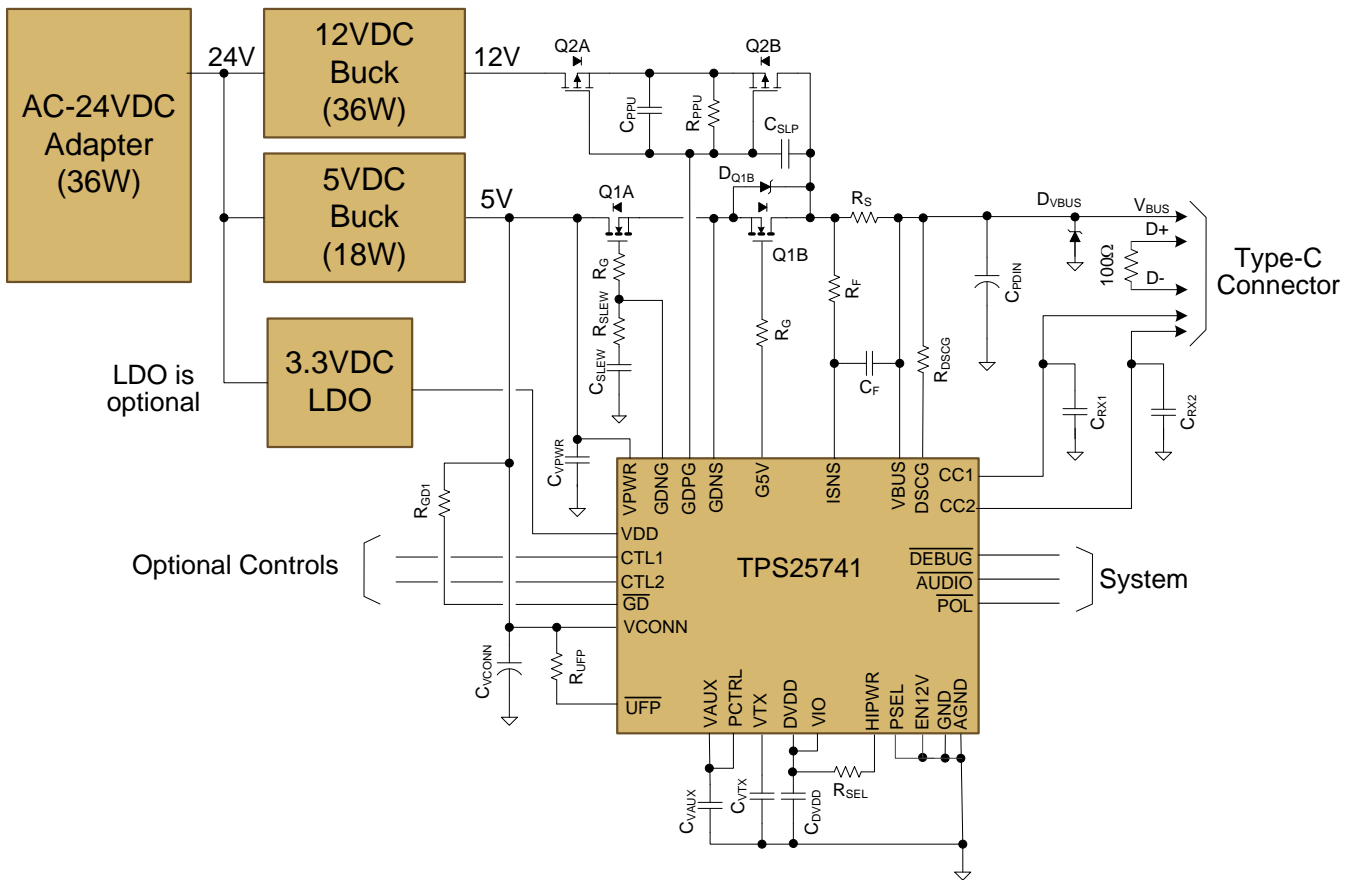 AC-24VDC
Adapter
(36W)
24V
12VDC
Buck
(36W)
12V
Q2A
Q2B
CPPU
RPPU
CSLP
5VDC
Buck
(18W)
5V
Q1A
DQ1B
Q1B
RG
RSLEW
CSLEW
RG
RS
RF
CF
RDSCG
CPDIN
DVBUS
VBUS
D+
100Ω
D-
Type-C
Connector
CRX1
CRX2
LDO is
optional
3.3VDC
LDO
CVPWR
RGD1
VPWR
GDNG
GDPG
GDNS
G5V
ISNS
VBUS
DSCG
CC1
CC2
VDD
CTL1
CTL2
GD
VCONN
UFP
TPS25741
DEBUG
AUDIO
POL
Optional Controls
System
CVCONN
RUFP
VAUX
PCTRL
VTX
DVDD
VIO
HIPWR
PSEL
EN12V
GND
AGND
CVAUX
CVTX
CDVDD
RSEL